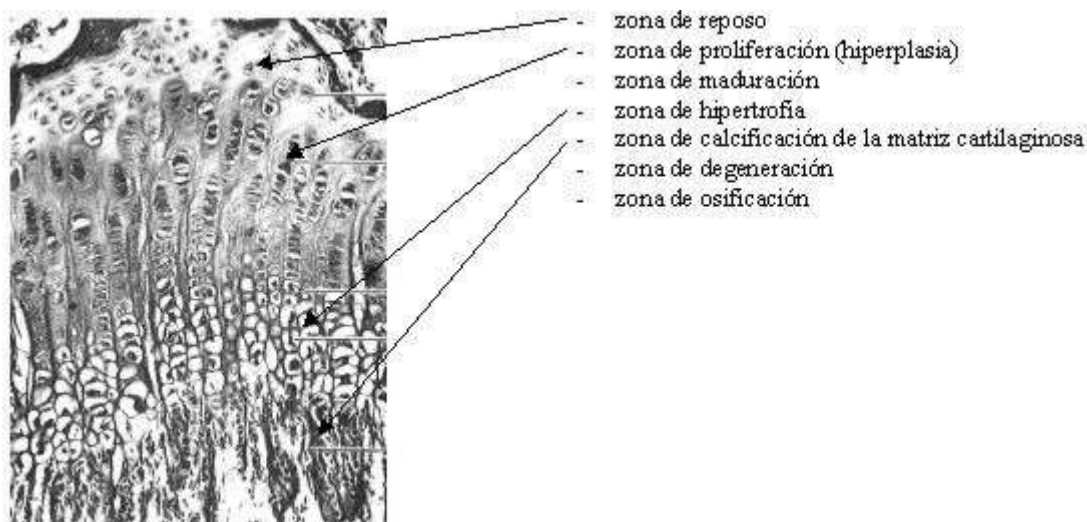 - zona de reposo
- zona de proliferación (hiperplasia)
- zona de maduración
- zona de hipertrofía
- zona de calcificación de la matriz cartilaginosa
- zona de degeneración
- zona de osificación